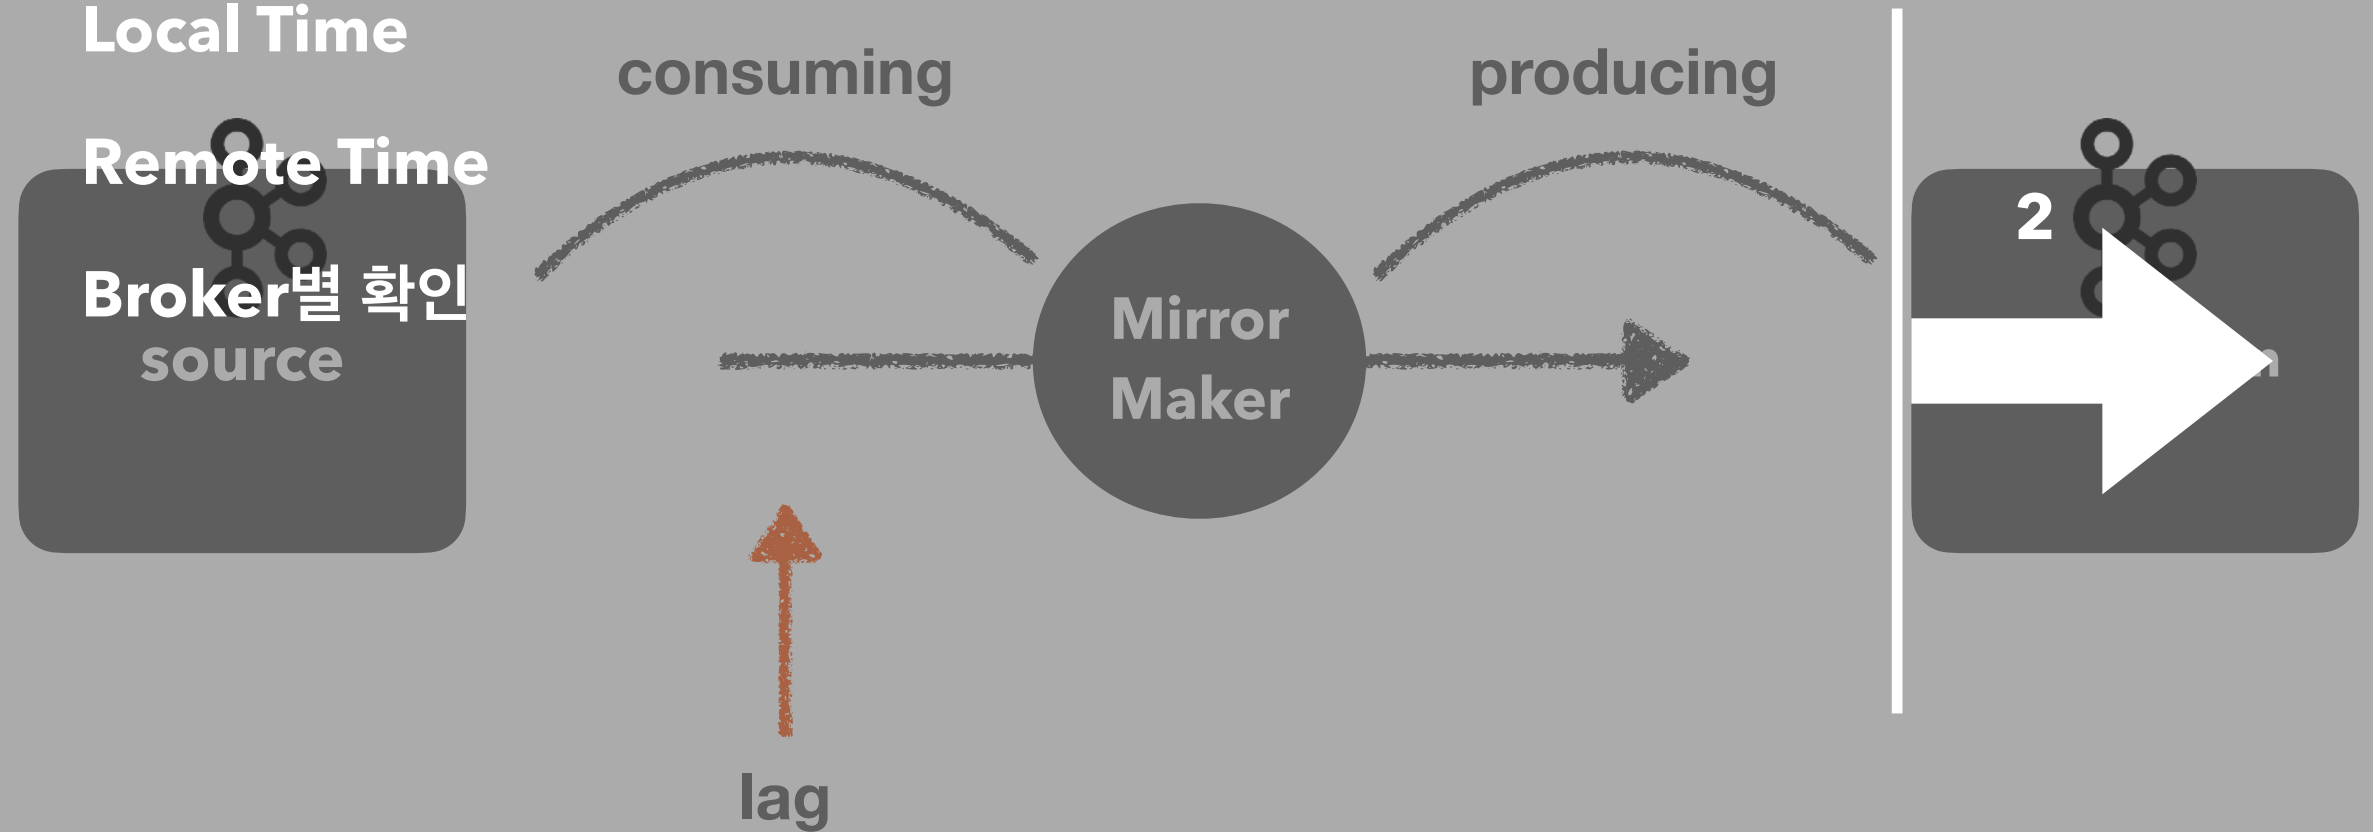 Local Time
consuming
producing
Remote Time
2
Broker별 확인
source
Mirror
Maker
lag